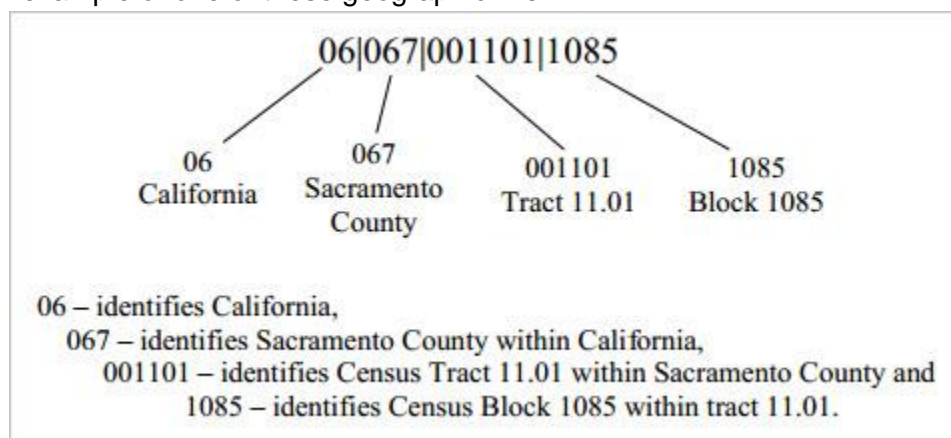 06|067|001101|1085
06
California
067
Sacramento
County
001101
Tract 11.01
1085
Block 1085
06 – identifies California,
067 – identifies Sacramento County within California,
001101 – identifies Census Tract 11.01 within Sacramento County and
1085 – identifies Census Block 1085 within tract 11.01.